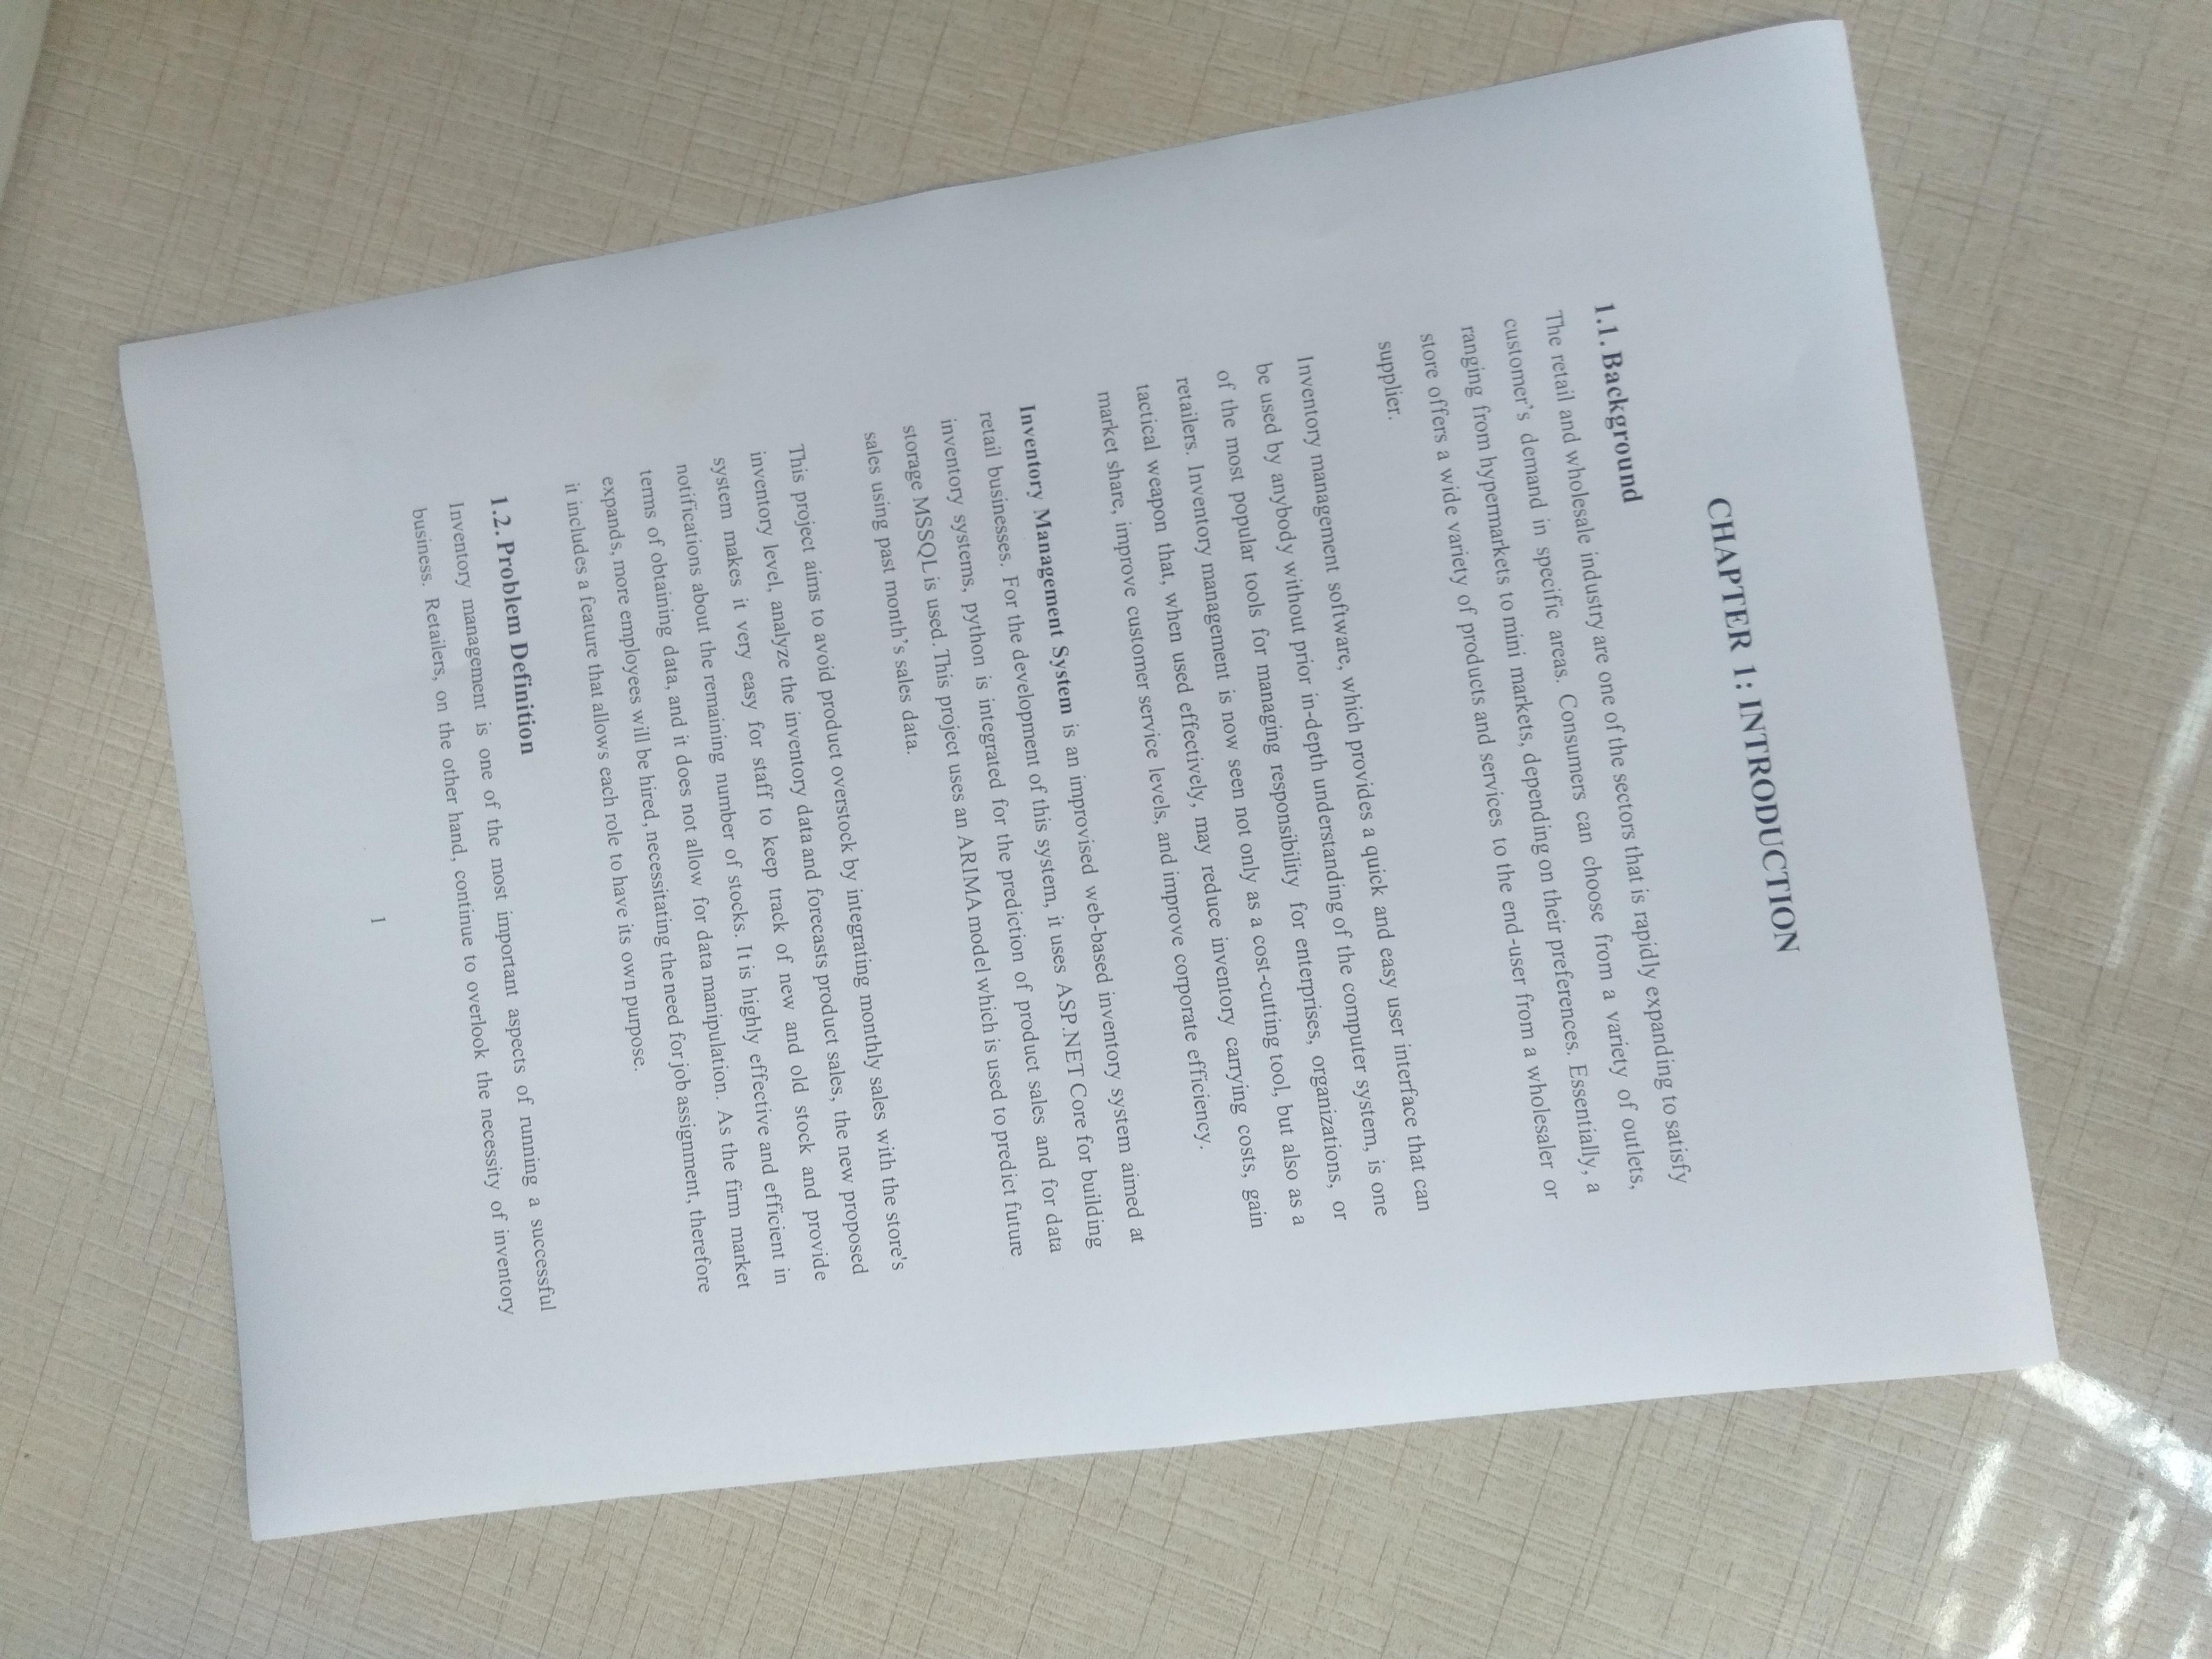 CHAPTER 1: INTRODUCTION
1.1. Background
The retail and wholesale industry are one of the sectors that is rapidly expanding to satisfy
customer's demand in specific areas. Consumers can choose from a variety of outlets,
ranging from hypermarkets to mini markets, depending on their preferences. Essentially, a
store offers a wide variety of products and services to the end-user from a wholesaler or
supplier.
Inventory management software, which provides a quick and easy user interface that can
be used by anybody without prior in-depth understanding of the computer system, is one
of the most popular tools for managing responsibility for enterprises, organizations, or
retailers. Inventory management is now seen not only as a cost-cutting tool, but also as a
tactical weapon that, when used effectively, may reduce inventory carrying costs, gain
market share, improve customer service levels, and improve corporate efficiency.
Inventory Management System is an improvised web-based inventory system aimed at
retail businesses. For the development of this system, it uses ASP.NET Core for building
inventory systems, python is integrated for the prediction of product sales and for data
storage MSSQL is used. This project uses an ARIMA model which is used to predict future
sales using past month's sales data.
This project aims to avoid product overstock by integrating monthly sales with the store's
inventory level, analyze the inventory data and forecasts product sales, the new proposed
system makes it very easy for staff to keep track of new and old stock and provide
notifications about the remaining number of stocks. It is highly effective and efficient in
terms of obtaining data, and it does not allow for data manipulation. As the firm market
expands, more employees will be hired, necessitating the need for job assignment, therefore
it includes a feature that allows each role to have its own purpose.
1.2. Problem Definition
Inventory management is one of the most important aspects of running a successful
business. Retailers, on the other hand, continue to overlook the necessity of inventory
1